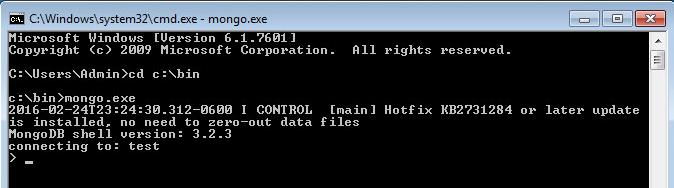 C:\Windows\system32\cmd.exe - mongo.exe
Microsoft Windows [Version 6.1.7601]
Copyright (c) 2009 Microsoft Corporation.  All rights reserved.
C:\Users\Admin>cd c:\bin
c:\bin>mongo.exe
2016-02-24T23:24:30.312-0600 I CONTROL  [main] Hotfix KB2731284 or later update
is installed, no need to zero-out data files
MongoDB shell version: 3.2.3
connecting to: test
> _